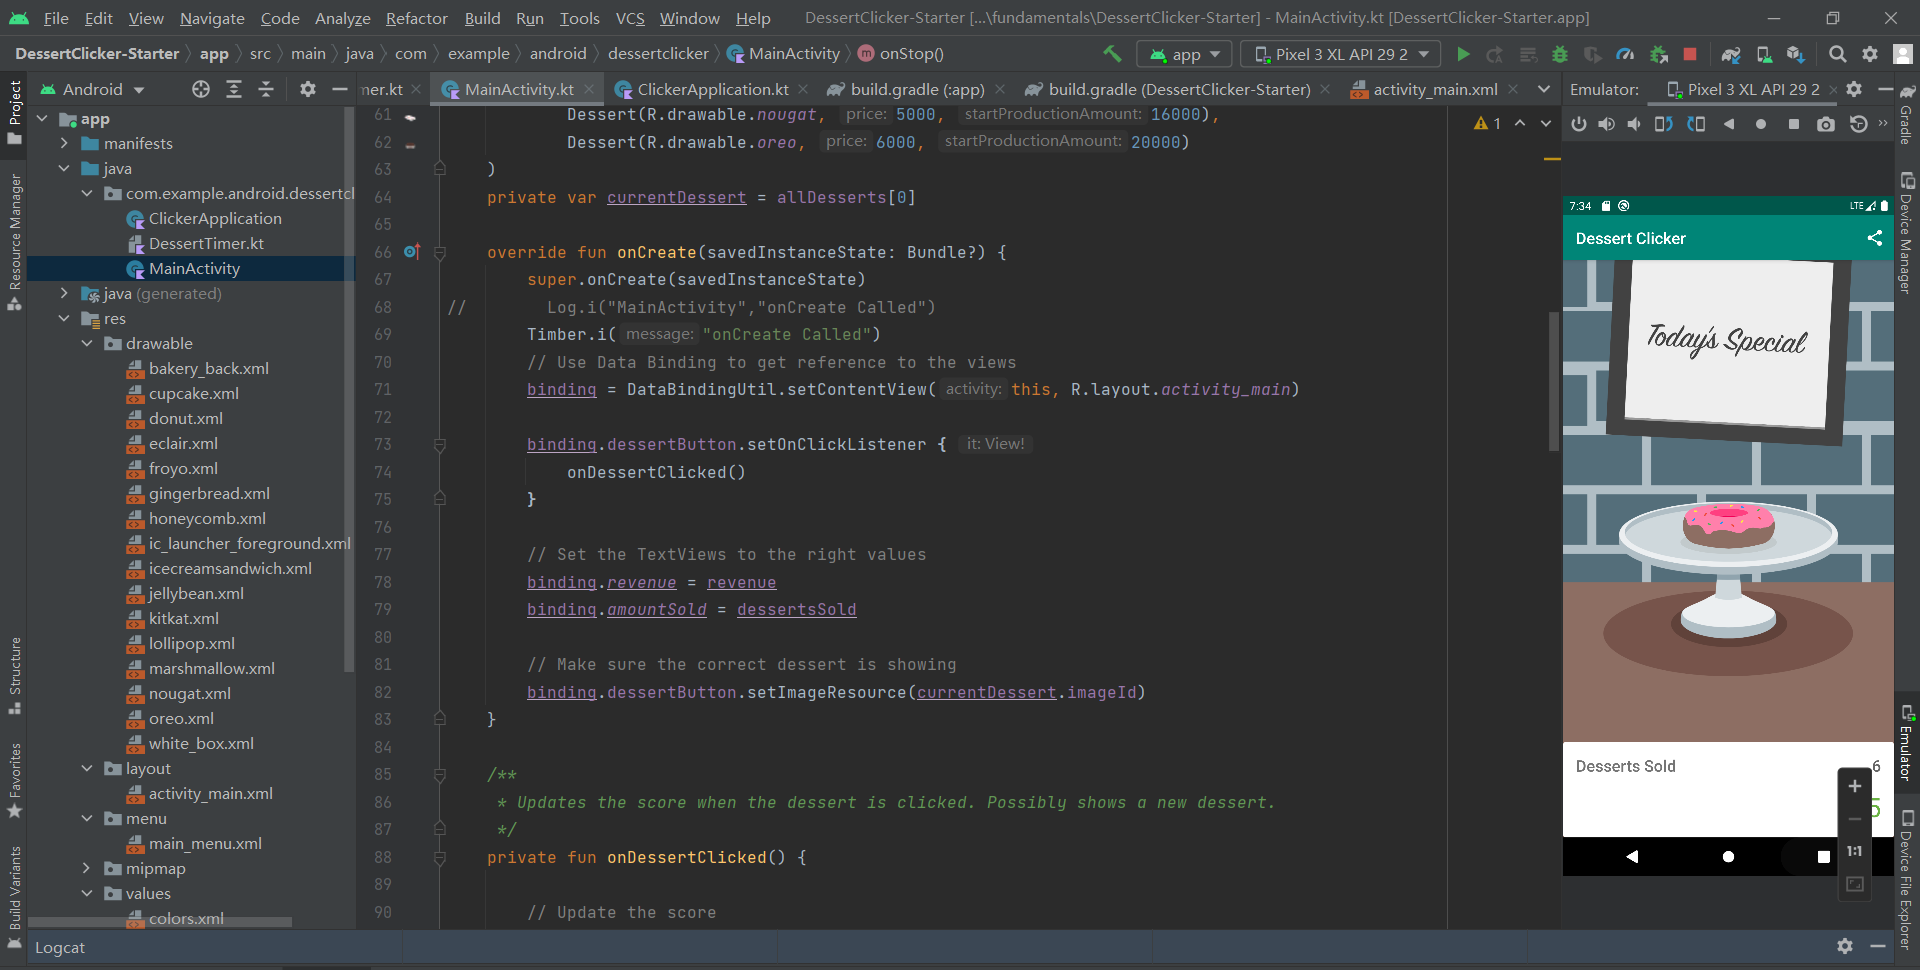 File Edit View Navigate Code Analyze Refactor Build Run Tools VCS Window Help DessertClicker-Starter [...\fundamentals\DessertClicker-Starter] - MainActivity.kt [DessertClicker-Starter.app]
DessertClicker-Starter app src main java com example android dessertclicker MainActivity onStop() app Pixel 3 XL API 29 2
Android
mer.kt MainActivity.kt ClickerApplication.kt build.gradle (:app) build.gradle (DessertClicker-Starter) activity_main.xml
Emulator: Pixel 3 XL API 29 2
Project
Resource Manager
Structure
Favorites
Build Variants
app
manifests
java
com.example.android.dessertcl
ClickerApplication
DessertTimer.kt
MainActivity
java (generated)
res
drawable
bakery_back.xml
cupcake.xml
donut.xml
eclair.xml
froyo.xml
gingerbread.xml
honeycomb.xml
ic_launcher_foreground.xml
icecreamsandwich.xml
jellybean.xml
kitkat.xml
lollipop.xml
marshmallow.xml
nougat.xml
oreo.xml
white_box.xml
layout
activity_main.xml
menu
main_menu.xml
mipmap
values
colors.xml
61 Dessert(R.drawable.nougat, price: 5000, startProductionAmount: 16000),
62 Dessert(R.drawable.oreo, price: 6000, startProductionAmount: 20000)
63 )
64 private var currentDessert = allDesserts[0]
65
66 override fun onCreate(savedInstanceState: Bundle?) {
67 super.onCreate(savedInstanceState)
68 // Log.i("MainActivity","onCreate Called")
69 Timber.i( message: "onCreate Called")
70 // Use Data Binding to get reference to the views
71 binding = DataBindingUtil.setContentView( activity: this, R.layout.activity_main)
72
73 binding.dessertButton.setOnClickListener { it: View!
74 onDessertClicked()
75 }
76
77 // Set the TextViews to the right values
78 binding.revenue = revenue
79 binding.amountSold = dessertsSold
80
81 // Make sure the correct dessert is showing
82 binding.dessertButton.setImageResource(currentDessert.imageId)
83 }
84
85 /**
86 * Updates the score when the dessert is clicked. Possibly shows a new dessert.
87 */
88 private fun onDessertClicked() {
89
90 // Update the score
1
7:34 LTE
Dessert Clicker
Today's Special
Desserts Sold 6
5
1:1
Gradle
Device Manager
Emulator
Device File Explorer
Logcat